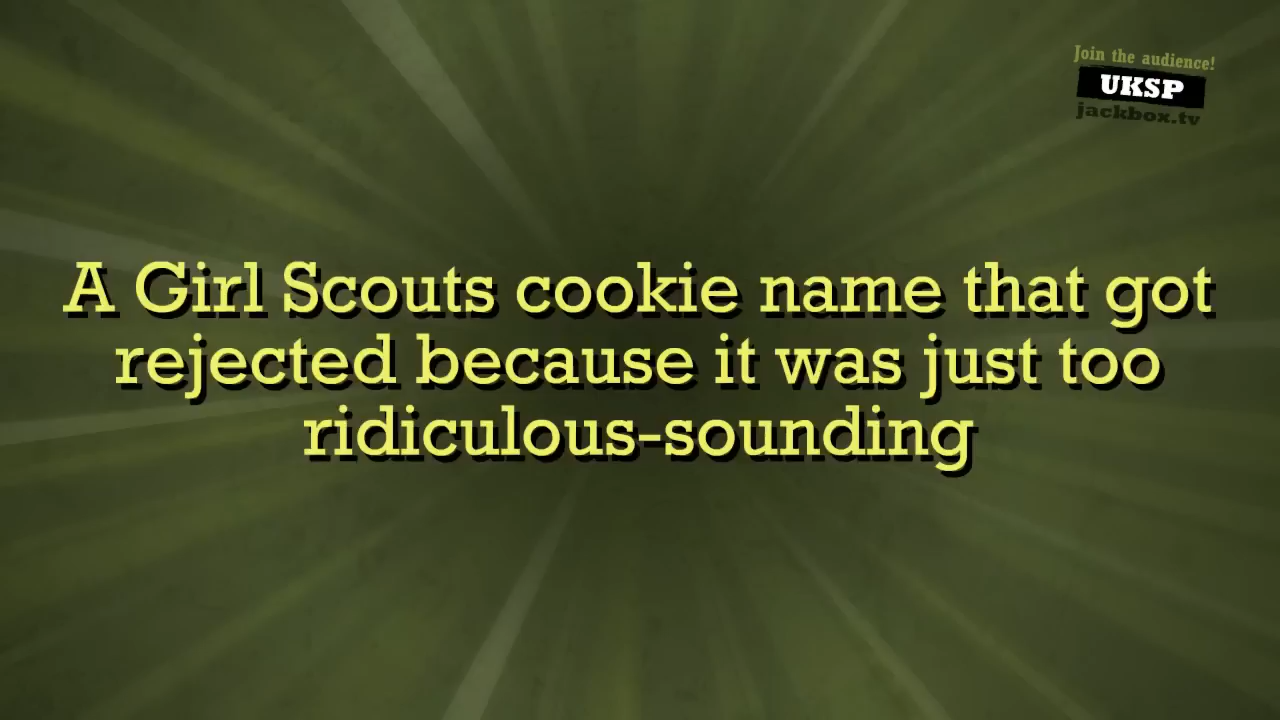 Join the audience!
UKSP
jackbox.tv
A Girl Scouts cookie name that got
rejected because it was just too
ridiculous-sounding